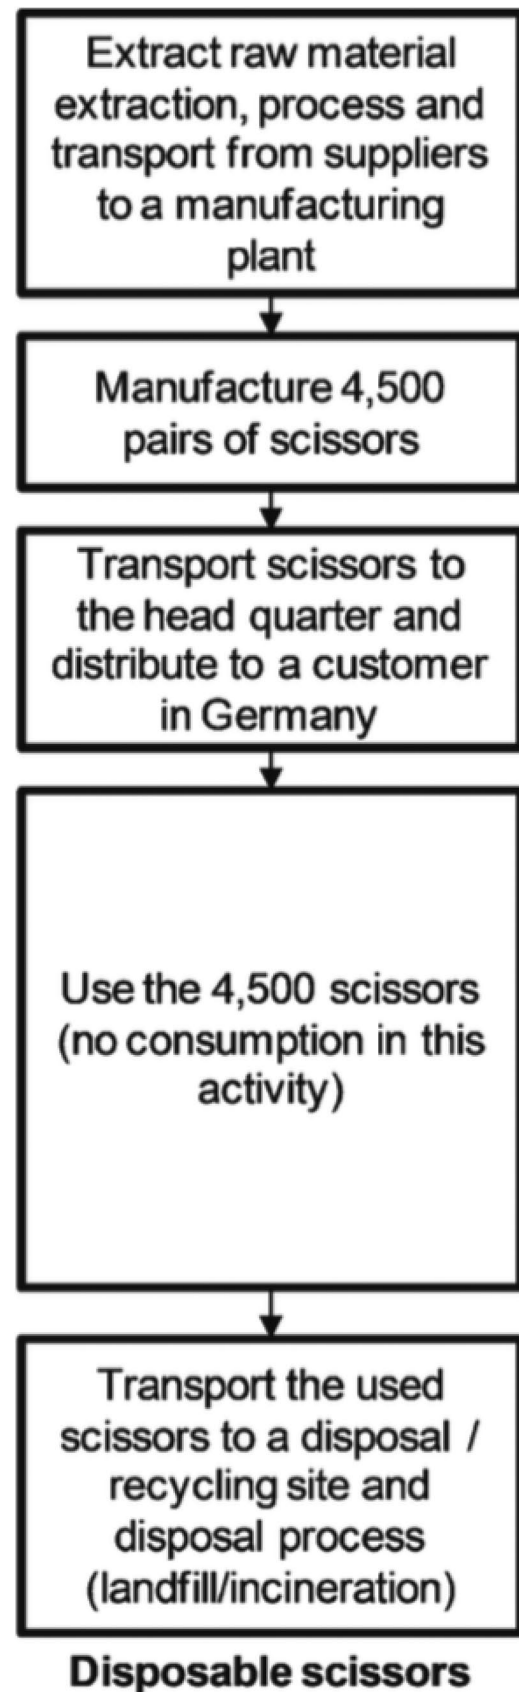 Extract raw material
extraction, process and
transport from suppliers
to a manufacturing
plant
Manufacture 4,500
pairs of scissors
Transport scissors to
the head quarter and
distribute to a customer
in Germany
Use the 4,500 scissors
(no consumption in this
activity)
Transport the used
scissors to a disposal /
recycling site and
disposal process
(landfill/incineration)
Disposable scissors